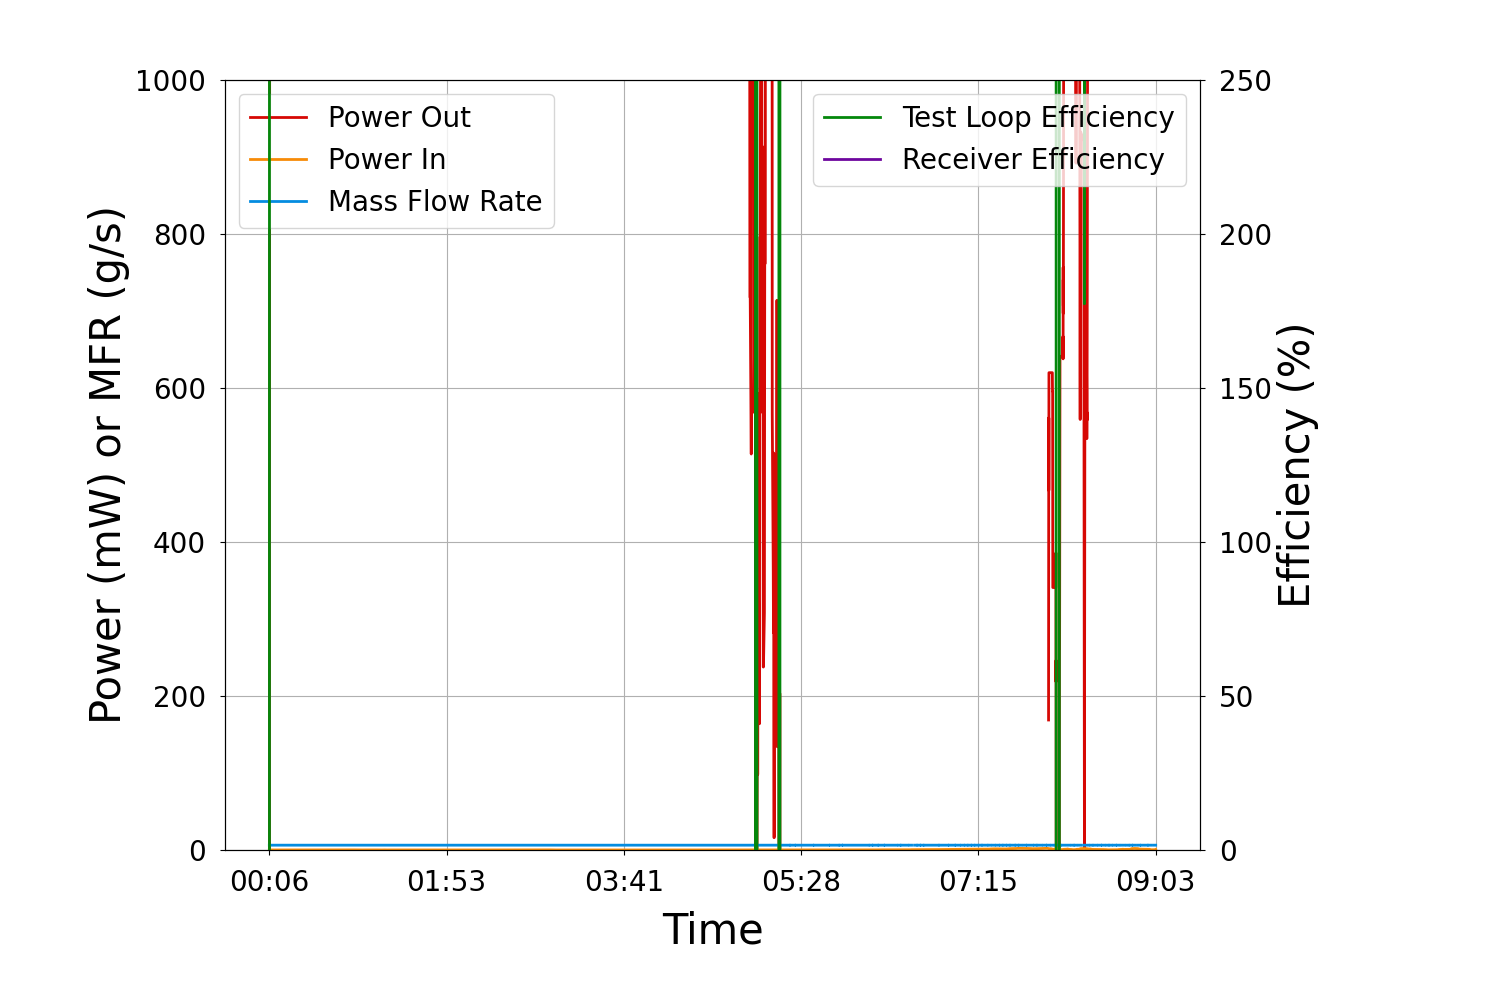 Power Out
Power In
Mass Flow Rate
Test Loop Efficiency
Receiver Efficiency
1000
800
600
400
200
0
Power (mW) or MFR (g/s)
250
200
150
100
50
0
Efficiency (%)
00:06 01:53 03:41 05:28 07:15 09:03
Time